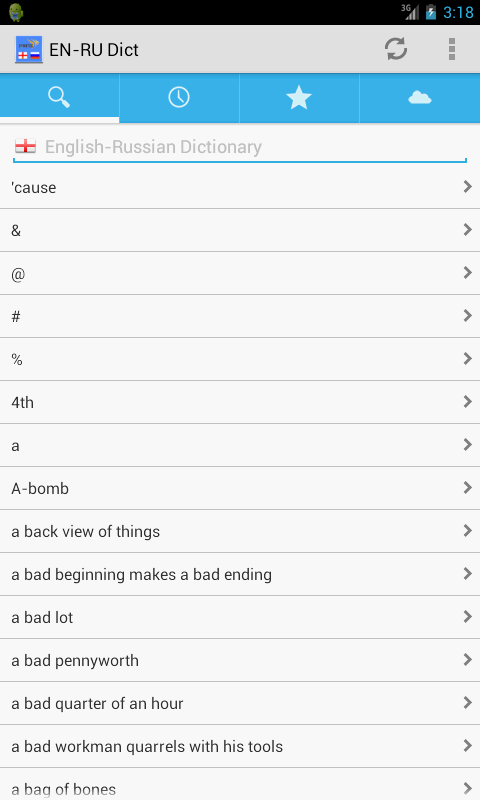 3G 3:18
EN-RU Dict
English-Russian Dictionary
'cause
&
@
#
%
4th
a
A-bomb
a back view of things
a bad beginning makes a bad ending
a bad lot
a bad pennyworth
a bad quarter of an hour
a bad workman quarrels with his tools
a bag of bones